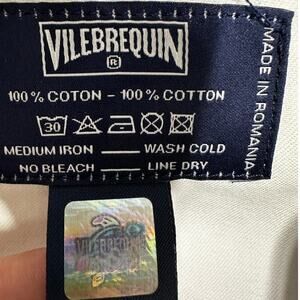 VILEBREQUIN
®
100 % COTON - 100 % COTTON
30
MEDIUM IRON — WASH COLD
NO BLEACH — LINE DRY
MADE IN ROMANIA
VILEBREQUIN